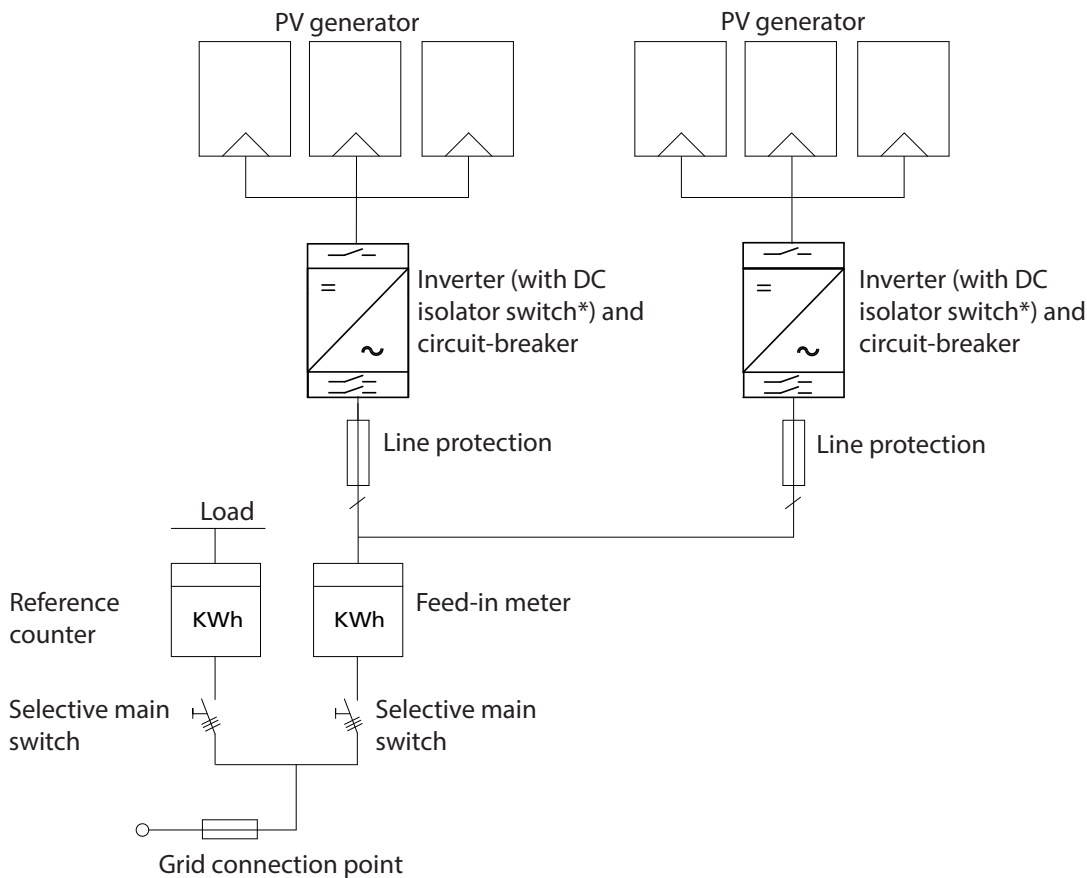 PV generator
PV generator
Inverter (with DC
isolator switch*) and
circuit-breaker
Inverter (with DC
isolator switch*) and
circuit-breaker
Line protection
Line protection
Load
Reference
counter
KWh
KWh
Feed-in meter
Selective main
switch
Selective main
switch
Grid connection point